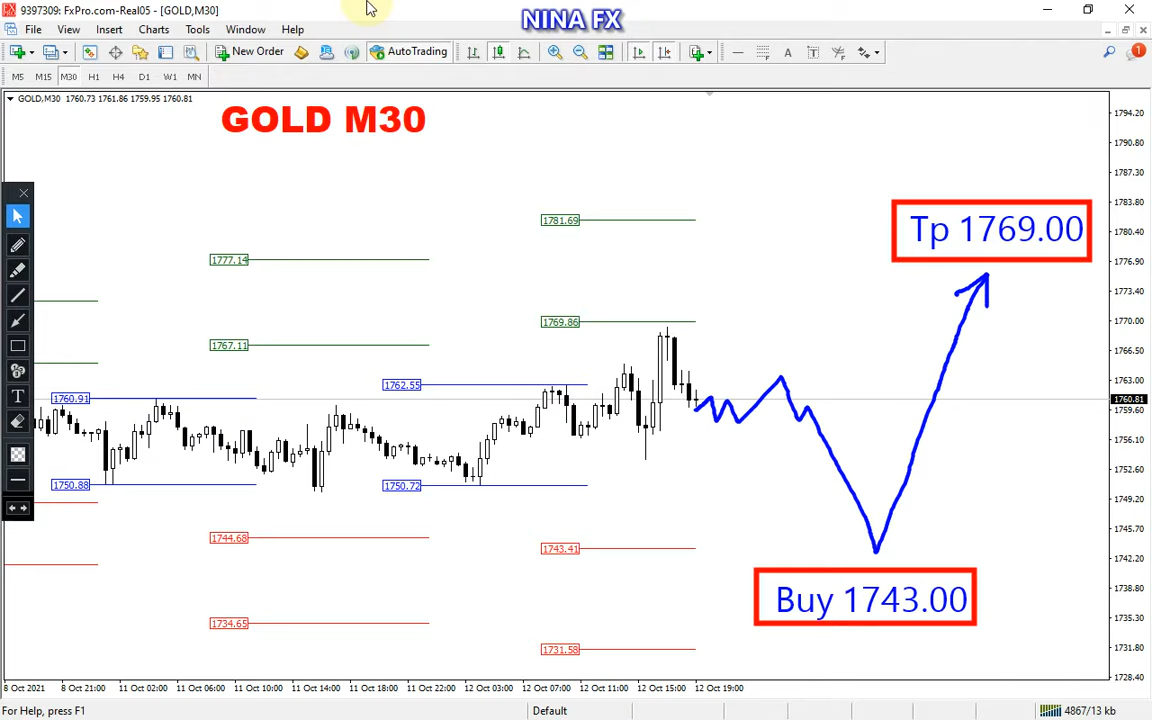 9397309: FxPro.com-Real05 - [GOLD,M30]
NINA FX
File View Insert Charts Tools Window Help
1
New Order AutoTrading
A T
M5 M15 M30 H1 H4 D1 W1 MN
GOLD,M30 1760.73 1761.86 1759.95 1760.81
GOLD M30
1794.20
1790.80
1787.30
1783.80
1780.40
1776.90
1773.40
1770.00
1766.50
1763.00
1760.81
1759.60
1756.10
1752.60
1749.20
1745.70
1742.20
1738.80
1735.30
1731.80
1728.40
Tp 1769.00
1781.69
1777.14
1769.86
1767.11
1762.55
1760.91
1750.88
1750.72
1744.68
1743.41
1734.65
1731.58
Buy 1743.00
T
8 Oct 2021 8 Oct 21:00 11 Oct 02:00 11 Oct 06:00 11 Oct 10:00 11 Oct 14:00 11 Oct 18:00 11 Oct 22:00 12 Oct 03:00 12 Oct 07:00 12 Oct 11:00 12 Oct 15:00 12 Oct 19:00
For Help, press F1
Default
4867/13 kb